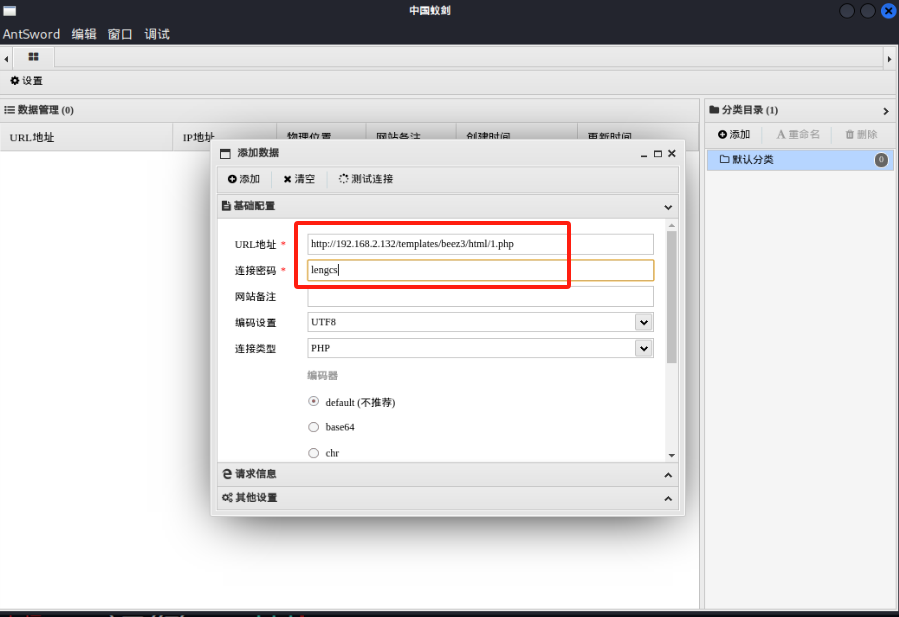 中国蚁剑
AntSword 编辑 窗口 调试
设置
数据管理 (0)
分类目录 (1)
URL地址 IP地址 物理位置 网站备注 创建时间 更新时间
添加 重命名 删除
默认分类 0
添加数据
添加 清空 测试连接
基础配置
URL地址 * http://192.168.2.132/templates/beez3/html/1.php
连接密码 * lengcs
网站备注
编码设置 UTF8
连接类型 PHP
编码器
default (不推荐)
base64
chr
请求信息
其他设置